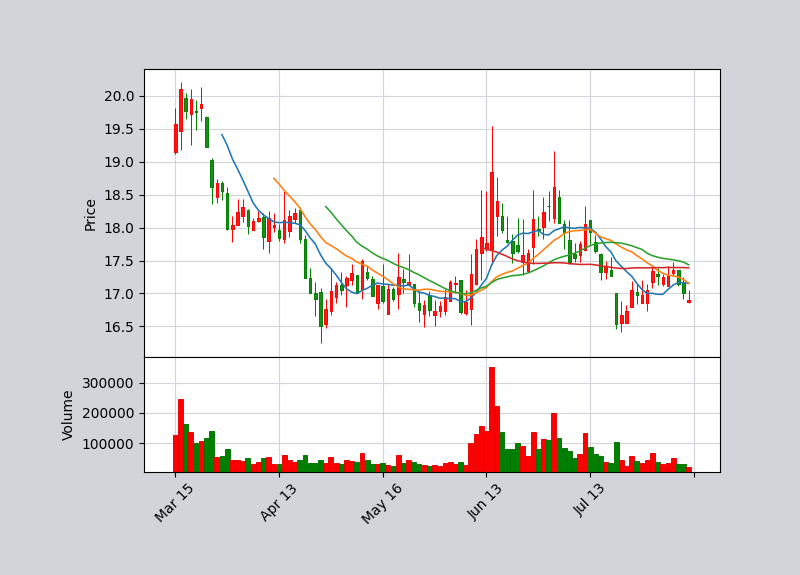 20.0
19.5
19.0
18.5
18.0
17.5
17.0
16.5
Price
300000
200000
100000
Volume
Mar 15
Apr 13
May 16
Jun 13
Jul 13